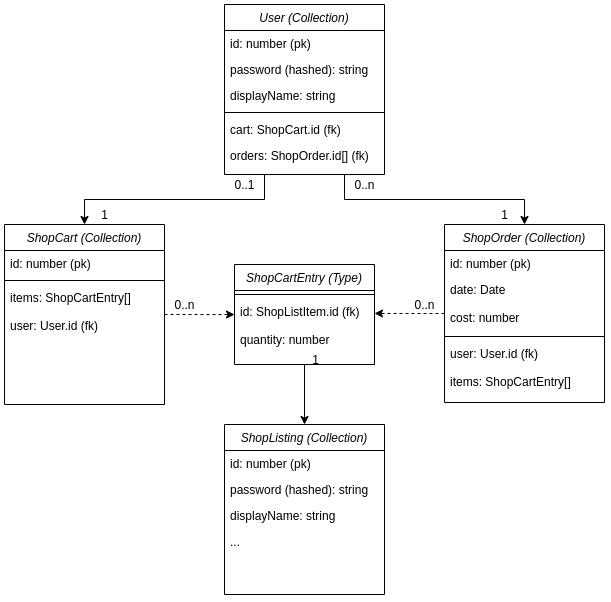 User (Collection)
id: number (pk)
password (hashed): string
displayName: string
cart: ShopCart.id (fk)
orders: ShopOrder.id[] (fk)
0..1
0..n
1
1
ShopCart (Collection)
id: number (pk)
items: ShopCartEntry[]
user: User.id (fk)
0..n
ShopCartEntry (Type)
id: ShopListItem.id (fk)
quantity: number
1
0..n
ShopOrder (Collection)
id: number (pk)
date: Date
cost: number
user: User.id (fk)
items: ShopCartEntry[]
ShopListing (Collection)
id: number (pk)
password (hashed): string
displayName: string
...